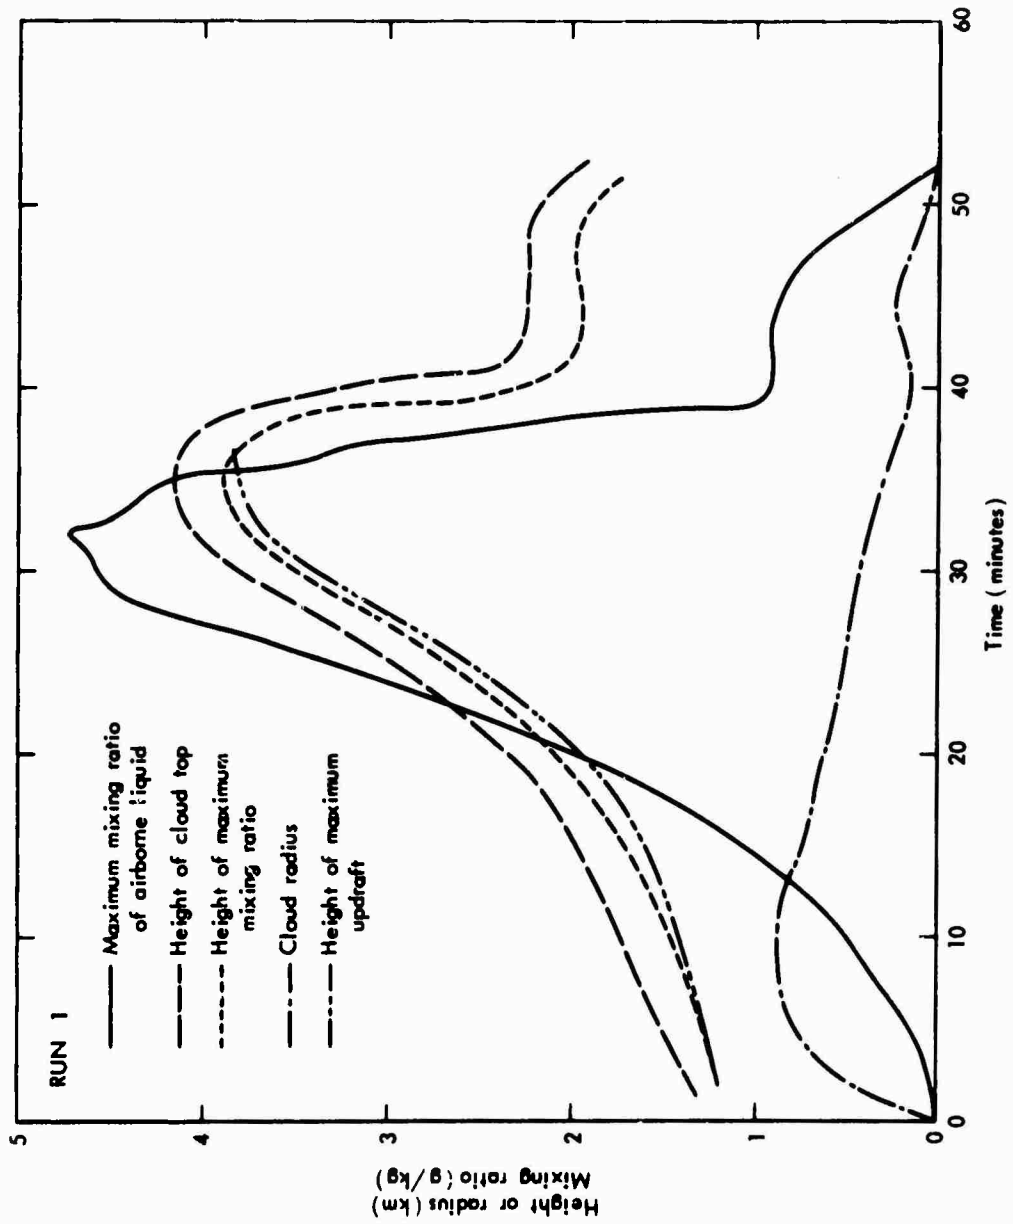 RUN 1
Maximum mixing ratio
of airborne liquid
Height of cloud top
Height of maximum
mixing ratio
Cloud radius
Height of maximum
updraft
Height or radius (km)
Mixing ratio (g/kg)
5
4
3
2
1
0
0
10
20
30
40
50
60
Time (minutes)